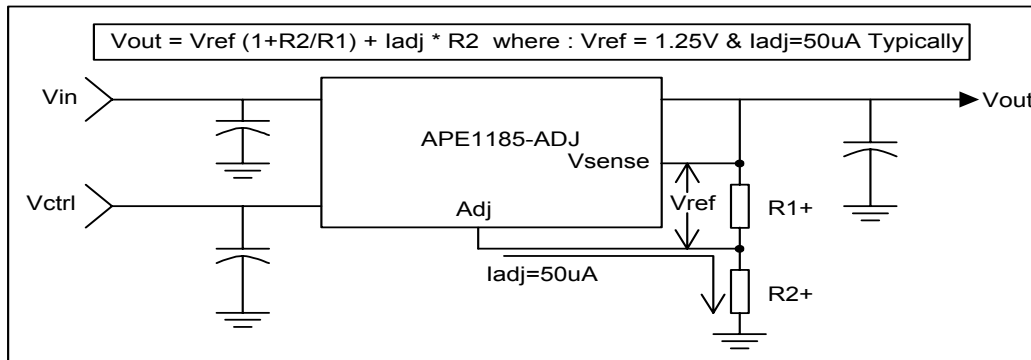 Vout = Vref (1+R2/R1) + Iadj * R2 where : Vref = 1.25V & Iadj=50uA Typically
Vin
Vout
APE1185-ADJ
Vsense
Vctrl
Adj
Vref
R1+
Iadj=50uA
R2+